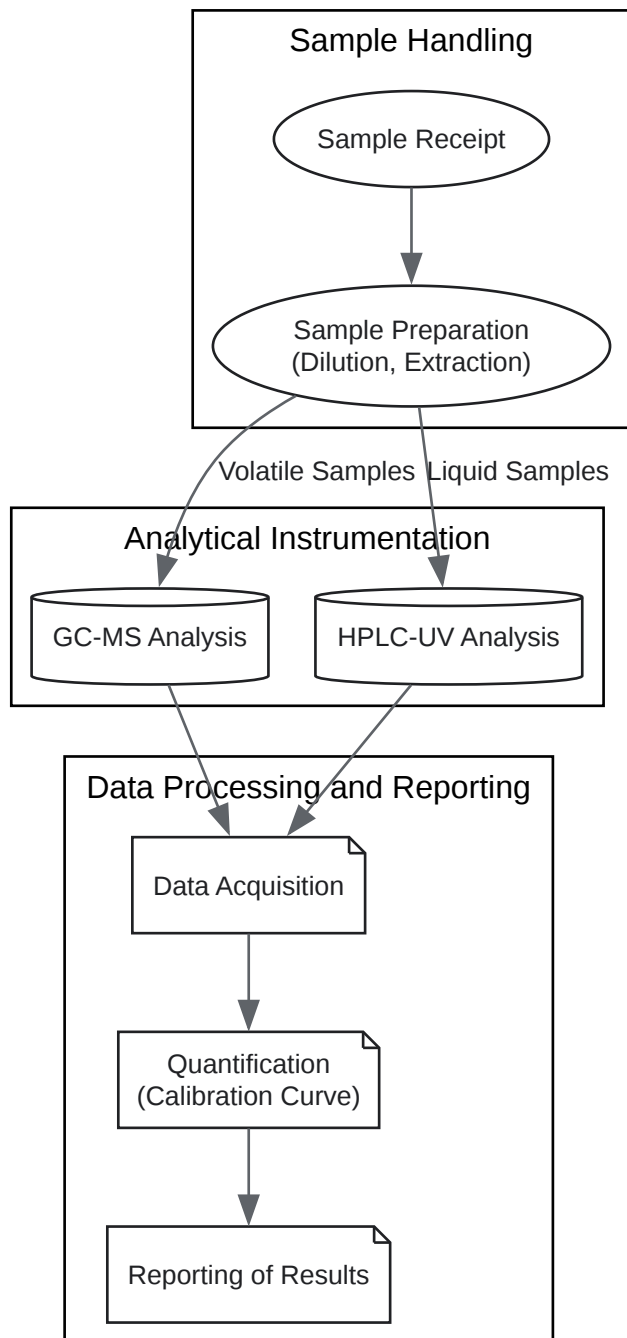 Sample Handling
Sample Receipt
Sample Preparation
(Dilution, Extraction)
Volatile Samples
Liquid Samples
Analytical Instrumentation
GC-MS Analysis
HPLC-UV Analysis
Data Processing and Reporting
Data Acquisition
Quantification
(Calibration Curve)
Reporting of Results